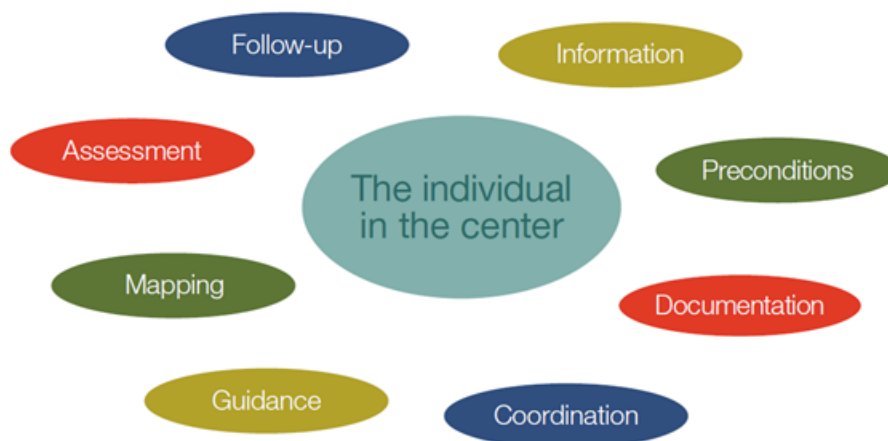 Follow-up
Information
Assessment
The individual
in the center
Preconditions
Mapping
Documentation
Guidance
Coordination